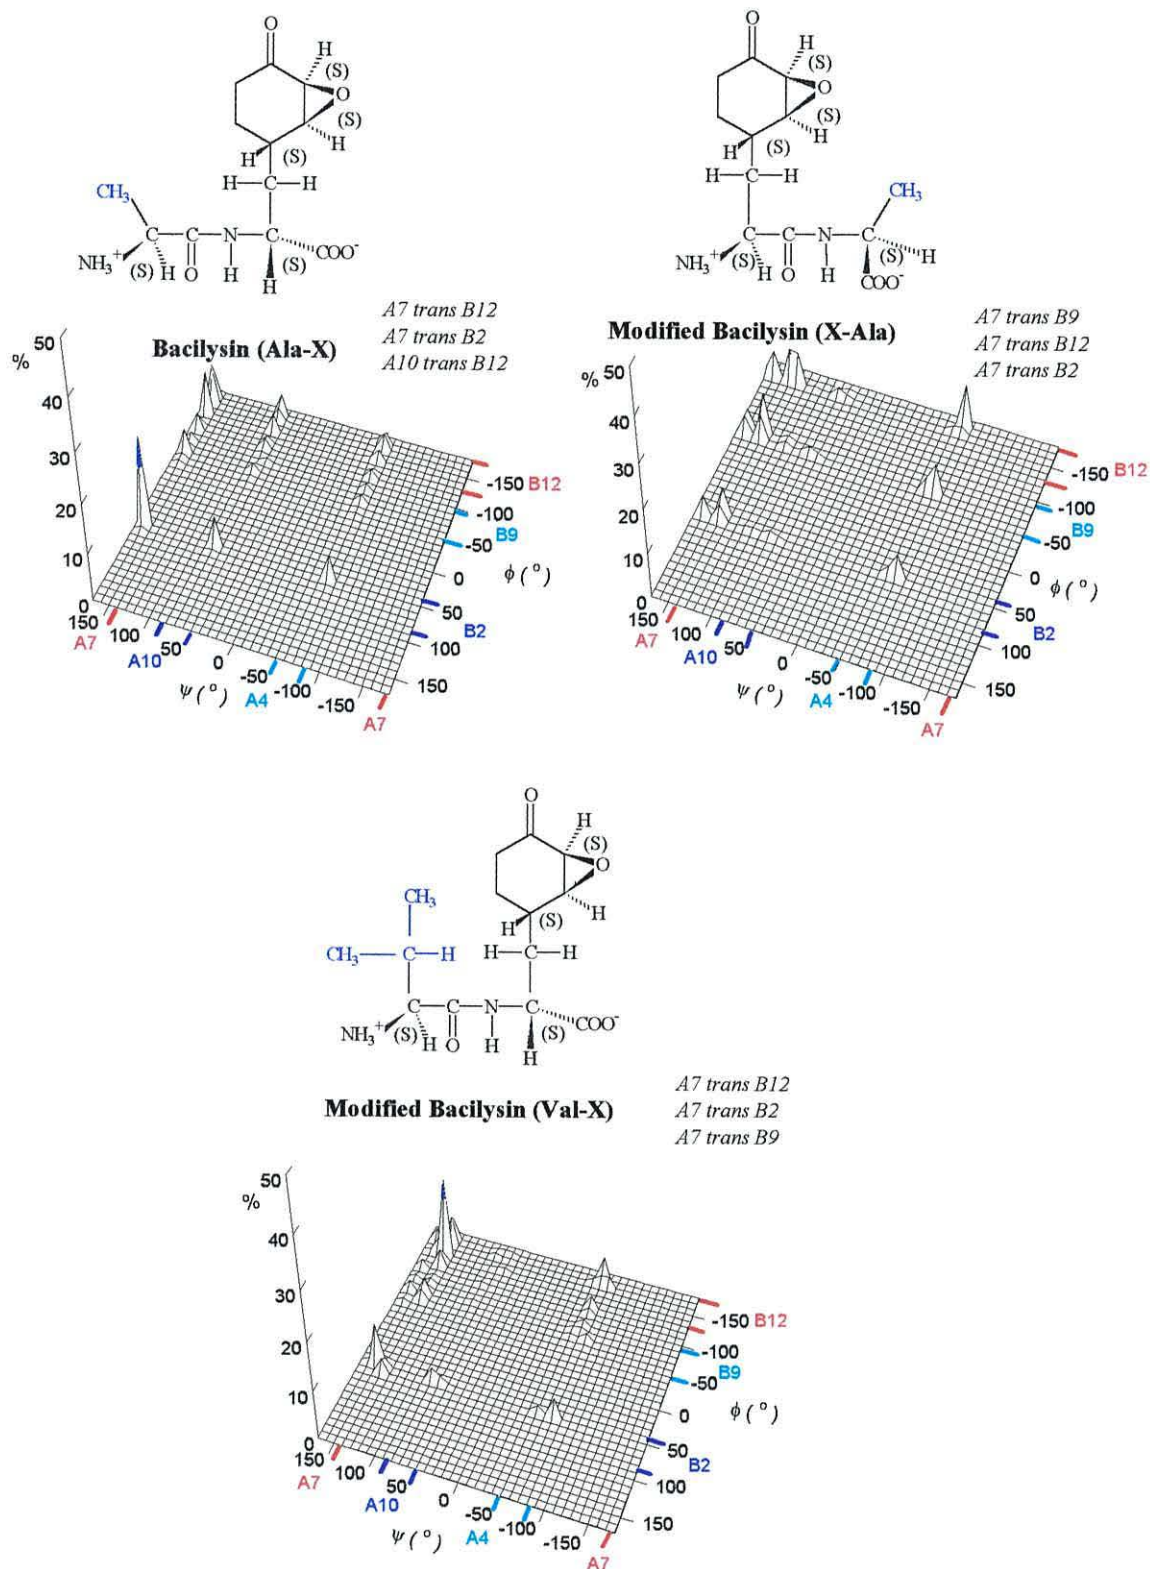 O
H
(S)
O
(S)
H
H
(S)
H—C—H
CH₃
C—C—N—C
COO⁻
NH₃⁺
(S)
H
O
H
(S)
H
A7 trans B12
A7 trans B2
A10 trans B12
Bacilysin (Ala-X)
%
50
40
30
20
10
0
150
100
50
0
-50
-100
-150
A7
A10
A4
A7
ψ(°)
-150
B12
-100
B9
-50
0
ϕ(°)
50
B2
100
150
O
H
(S)
O
(S)
H
H
(S)
H—C—H
CH₃
C—C—N—C
NH₃⁺
(S)
H
O
H
(S)
H
COO⁻
Modified Bacilysin (X-Ala)
A7 trans B9
A7 trans B12
A7 trans B2
%
50
40
30
20
10
0
150
100
50
0
-50
-100
-150
A7
A10
A4
A7
ψ(°)
-150
B12
-100
B9
-50
0
ϕ(°)
50
B2
100
150
O
H
(S)
O
H
H
(S)
CH₃
CH₃—C—H
H—C—H
C—C—N—C
COO⁻
NH₃⁺
(S)
H
O
H
(S)
H
Modified Bacilysin (Val-X)
A7 trans B12
A7 trans B2
A7 trans B9
%
50
40
30
20
10
0
150
100
50
0
-50
-100
-150
A7
A10
A4
A7
ψ(°)
-150
B12
-100
B9
-50
0
ϕ(°)
50
B2
100
150